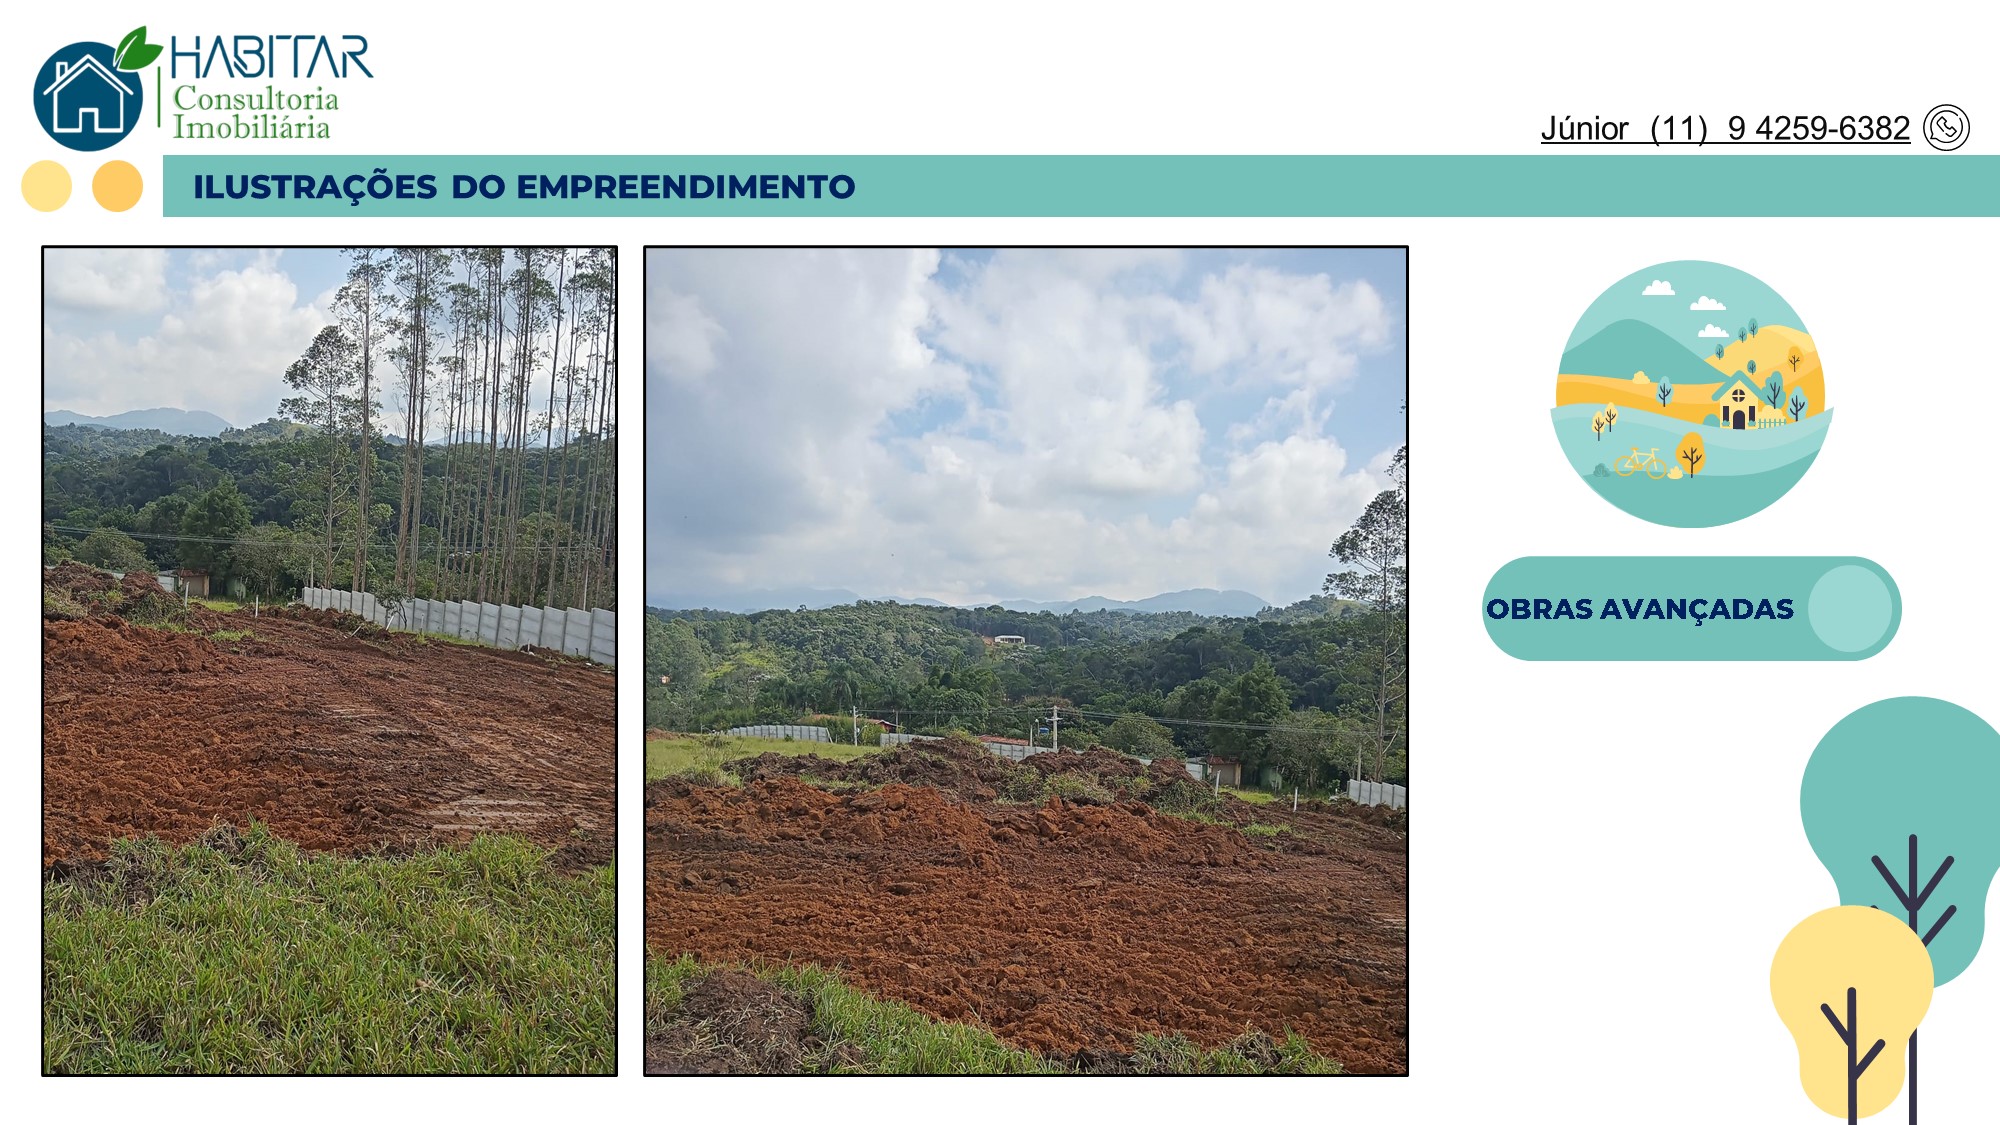 HABITAR
Consultoria
Imobiliária
Júnior (11) 9 4259-6382
ILUSTRAÇÕES DO EMPREENDIMENTO
OBRAS AVANÇADAS